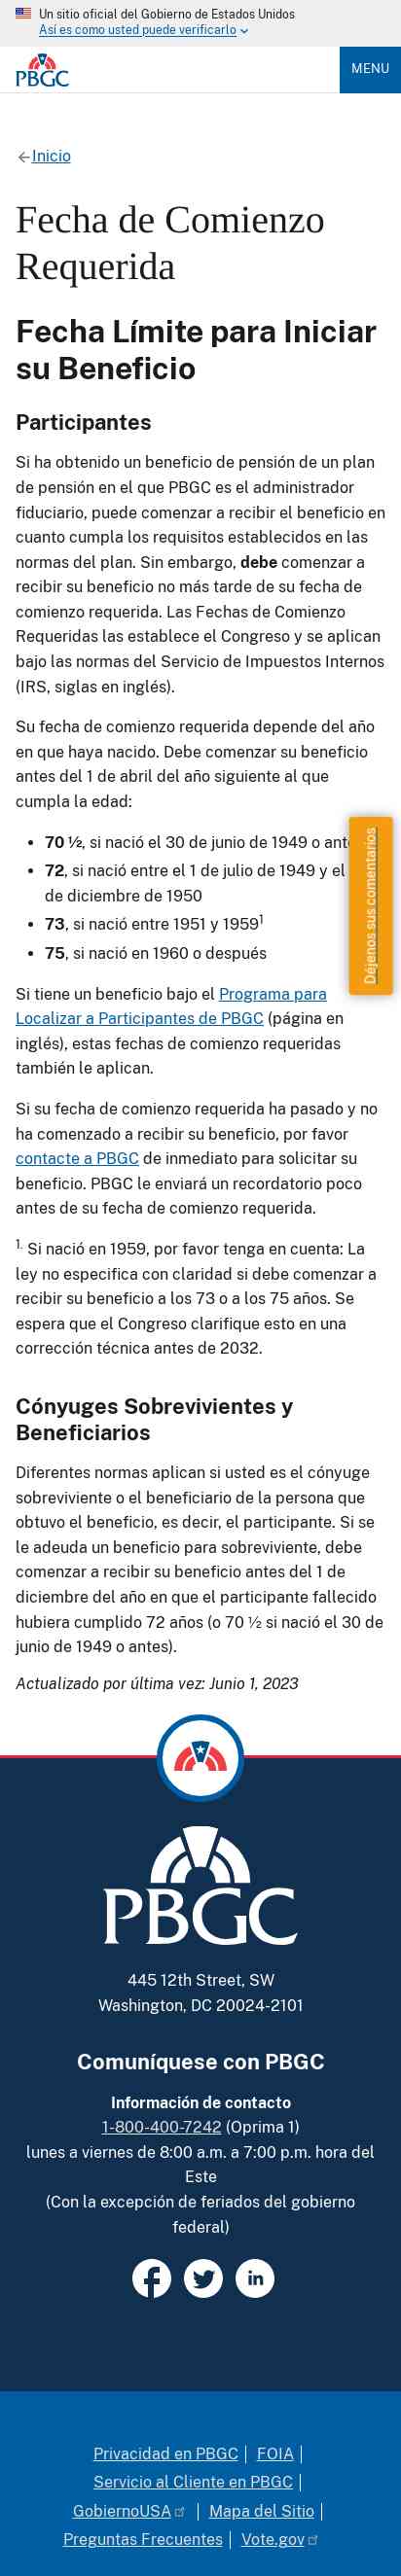 Un sitio oficial del Gobierno de Estados Unidos
Así es como usted puede verificarlo
PBGC
MENU
Inicio
Fecha de Comienzo
Requerida
Fecha Límite para Iniciar
su Beneficio
Participantes
Si ha obtenido un beneficio de pensión de un plan
de pensión en el que PBGC es el administrador
fiduciario, puede comenzar a recibir el beneficio en
cuanto cumpla los requisitos establecidos en las
normas del plan. Sin embargo, debe comenzar a
recibir su beneficio no más tarde de su fecha de
comienzo requerida. Las Fechas de Comienzo
Requeridas las establece el Congreso y se aplican
bajo las normas del Servicio de Impuestos Internos
(IRS, siglas en inglés).
Su fecha de comienzo requerida depende del año
en que haya nacido. Debe comenzar su beneficio
antes del 1 de abril del año siguiente al que
cumpla la edad:
70 ½, si nació el 30 de junio de 1949 o
72, si nació entre el 1 de julio de 1949 y el
de diciembre de 1950
73, si nació entre 1951 y 1959¹
75, si nació en 1960 o después
Déjenos sus comentarios
Si tiene un beneficio bajo el Programa para
Localizar a Participantes de PBGC (página en
inglés), estas fechas de comienzo requeridas
también le aplican.
Si su fecha de comienzo requerida ha pasado y no
ha comenzado a recibir su beneficio, por favor
contacte a PBGC de inmediato para solicitar su
beneficio. PBGC le enviará un recordatorio poco
antes de su fecha de comienzo requerida.
1. Si nació en 1959, por favor tenga en cuenta: La
ley no especifica con claridad si debe comenzar a
recibir su beneficio a los 73 o a los 75 años. Se
espera que el Congreso clarifique esto en una
corrección técnica antes de 2032.
Cónyuges Sobrevivientes y
Beneficiarios
Diferentes normas aplican si usted es el cónyuge
sobreviviente o el beneficiario de la persona que
obtuvo el beneficio, es decir, el participante. Si se
le adeuda un beneficio para sobreviviente, debe
comenzar a recibir su beneficio antes del 1 de
diciembre del año en que el participante fallecido
hubiera cumplido 72 años (o 70 ½ si nació el 30 de
junio de 1949 o antes).
Actualizado por última vez: Junio 1, 2023
PBGC
445 12th Street, SW
Washington, DC 20024-2101
Comuníquese con PBGC
Información de contacto
1-800-400-7242 (Oprima 1)
lunes a viernes de 8:00 a.m. a 7:00 p.m. hora del
Este
(Con la excepción de feriados del gobierno
federal)
in
Privacidad en PBGC | FOIA |
Servicio al Cliente en PBGC |
GobiernoUSA | Mapa del Sitio |
Preguntas Frecuentes | Vote.gov